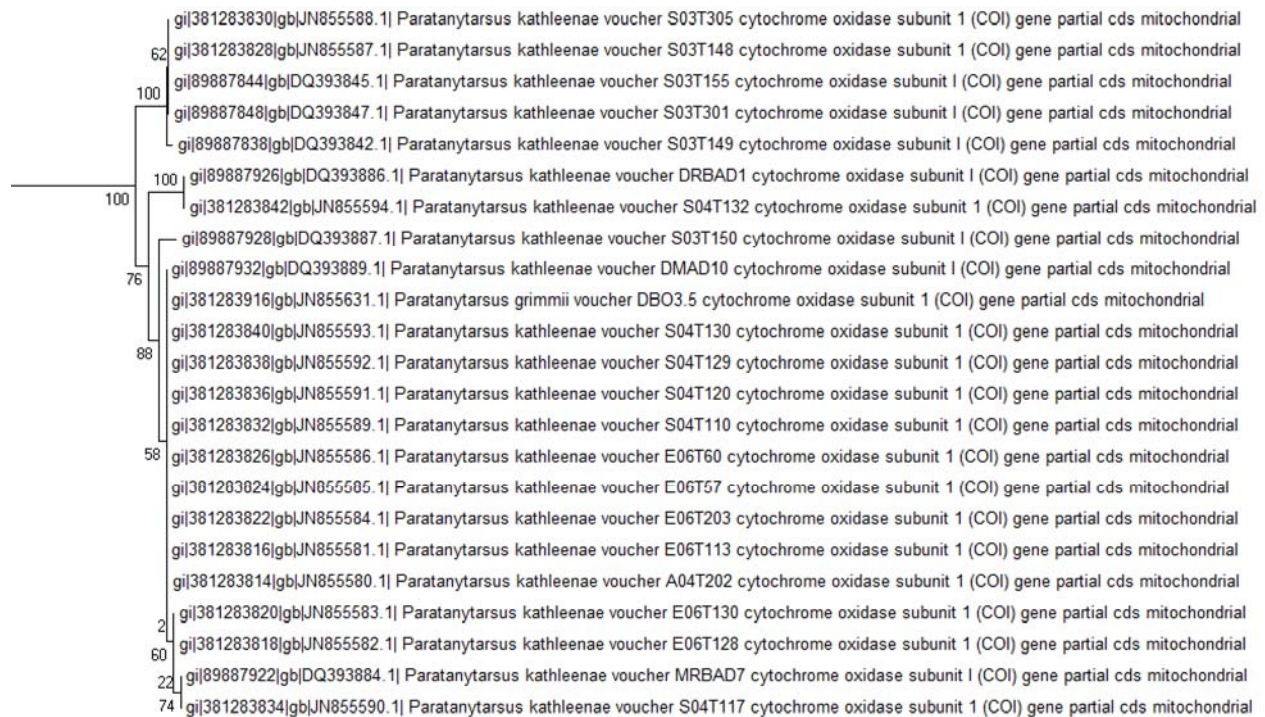 gi|381283830|gb|JN855588.1| Paratanytarsus kathleenae voucher S03T305 cytochrome oxidase subunit 1 (COI) gene partial cds mitochondrial
62
gi|381283828|gb|JN855587.1| Paratanytarsus kathleenae voucher S03T148 cytochrome oxidase subunit 1 (COI) gene partial cds mitochondrial
gi|89887844|gb|DQ393845.1| Paratanytarsus kathleenae voucher S03T155 cytochrome oxidase subunit I (COI) gene partial cds mitochondrial
100
gi|89887848|gb|DQ393847.1| Paratanytarsus kathleenae voucher S03T301 cytochrome oxidase subunit I (COI) gene partial cds mitochondrial
gi|89887838|gb|DQ393842.1| Paratanytarsus kathleenae voucher S03T149 cytochrome oxidase subunit I (COI) gene partial cds mitochondrial
100 gi|89887926|gb|DQ393886.1| Paratanytarsus kathleenae voucher DRBAD1 cytochrome oxidase subunit I (COI) gene partial cds mitochondrial
100
gi|381283842|gb|JN855594.1| Paratanytarsus kathleenae voucher S04T132 cytochrome oxidase subunit 1 (COI) gene partial cds mitochondrial
gi|89887928|gb|DQ393887.1| Paratanytarsus kathleenae voucher S03T150 cytochrome oxidase subunit I (COI) gene partial cds mitochondrial
gi|89887932|gb|DQ393889.1| Paratanytarsus kathleenae voucher DMAD10 cytochrome oxidase subunit I (COI) gene partial cds mitochondrial
76
gi|381283916|gb|JN855631.1| Paratanytarsus grimmii voucher DBO3.5 cytochrome oxidase subunit 1 (COI) gene partial cds mitochondrial
gi|381283840|gb|JN855593.1| Paratanytarsus kathleenae voucher S04T130 cytochrome oxidase subunit 1 (COI) gene partial cds mitochondrial
88
gi|381283838|gb|JN855592.1| Paratanytarsus kathleenae voucher S04T129 cytochrome oxidase subunit 1 (COI) gene partial cds mitochondrial
gi|381283836|gb|JN855591.1| Paratanytarsus kathleenae voucher S04T120 cytochrome oxidase subunit 1 (COI) gene partial cds mitochondrial
gi|381283832|gb|JN855589.1| Paratanytarsus kathleenae voucher S04T110 cytochrome oxidase subunit 1 (COI) gene partial cds mitochondrial
58
gi|381283826|gb|JN855586.1| Paratanytarsus kathleenae voucher E06T60 cytochrome oxidase subunit 1 (COI) gene partial cds mitochondrial
gi|381283824|gb|JN855585.1| Paratanytarsus kathleenae voucher E06T57 cytochrome oxidase subunit 1 (COI) gene partial cds mitochondrial
gi|381283822|gb|JN855584.1| Paratanytarsus kathleenae voucher E06T203 cytochrome oxidase subunit 1 (COI) gene partial cds mitochondrial
gi|381283816|gb|JN855581.1| Paratanytarsus kathleenae voucher E06T113 cytochrome oxidase subunit 1 (COI) gene partial cds mitochondrial
gi|381283814|gb|JN855580.1| Paratanytarsus kathleenae voucher A04T202 cytochrome oxidase subunit 1 (COI) gene partial cds mitochondrial
gi|381283820|gb|JN855583.1| Paratanytarsus kathleenae voucher E06T130 cytochrome oxidase subunit 1 (COI) gene partial cds mitochondrial
2
gi|381283818|gb|JN855582.1| Paratanytarsus kathleenae voucher E06T128 cytochrome oxidase subunit 1 (COI) gene partial cds mitochondrial
60
gi|89887922|gb|DQ393884.1| Paratanytarsus kathleenae voucher MRBAD7 cytochrome oxidase subunit I (COI) gene partial cds mitochondrial
22
74 gi|381283834|gb|JN855590.1| Paratanytarsus kathleenae voucher S04T117 cytochrome oxidase subunit 1 (COI) gene partial cds mitochondrial